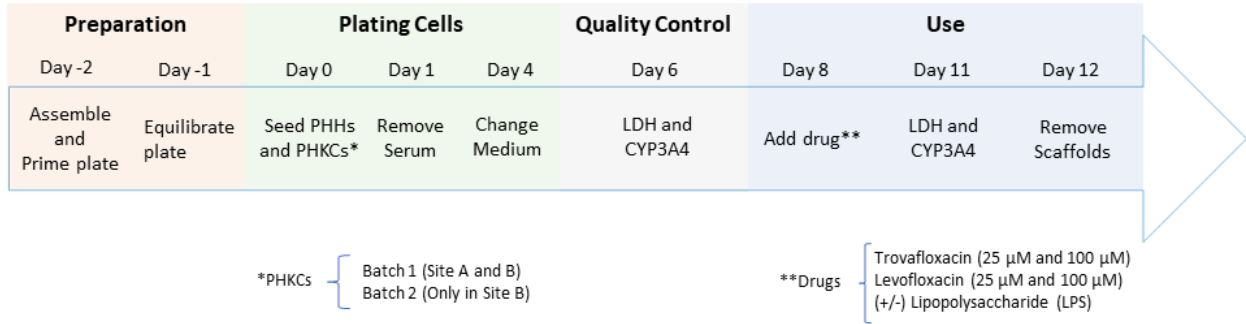 Preparation
Plating Cells
Quality Control
Use
Day -2
Day -1
Day 0
Day 1
Day 4
Day 6
Day 8
Day 11
Day 12
Assemble
and
Prime plate
Equilibrate
plate
Seed PHHs
and PHKCs*
Remove
Serum
Change
Medium
LDH and
CYP3A4
Add drug**
LDH and
CYP3A4
Remove
Scaffolds
*PHKCs
Batch 1 (Site A and B)
Batch 2 (Only in Site B)
**Drugs
Trovafloxacin (25 µM and 100 µM)
Levofloxacin (25 µM and 100 µM)
(+/-) Lipopolysaccharide (LPS)